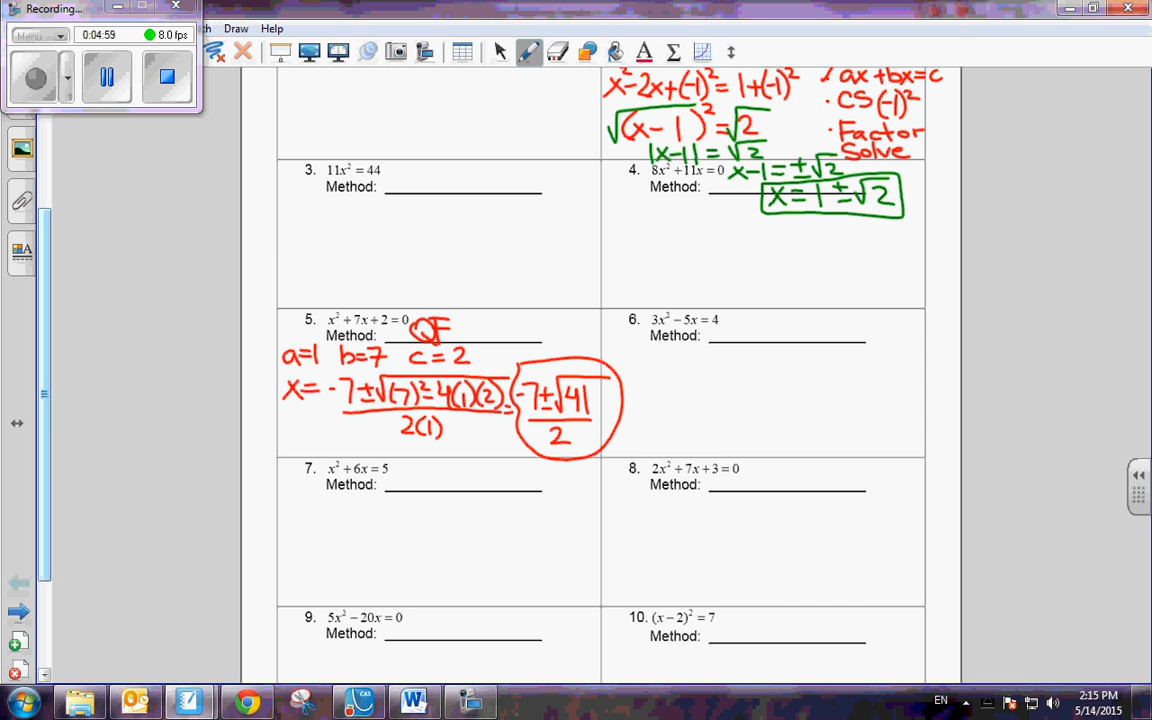 Recording...
Menu
0:04:59
8.0 fps
Draw Help
x²-2x+(-1)² = 1+(-1)²
ax+bx=c
√(x-1)² = √2
· CS (-1)²
· Factor
|x-1| = √2
Solve
x-1 = ±√2
x = 1±√2
3. 11x² = 44
Method:
4. 8x² + 11x = 0
Method:
5. x² + 7x + 2 = 0
Method: QF
a=1 b=7 c=2
x= -7±√(7)²-4(1)(2) / 2(1) = -7±√41 / 2
6. 3x² − 5x = 4
Method:
7. x² + 6x = 5
Method:
8. 2x² + 7x + 3 = 0
Method:
9. 5x² − 20x = 0
Method:
10. (x − 2)² = 7
Method:
EN
2:15 PM
5/14/2015